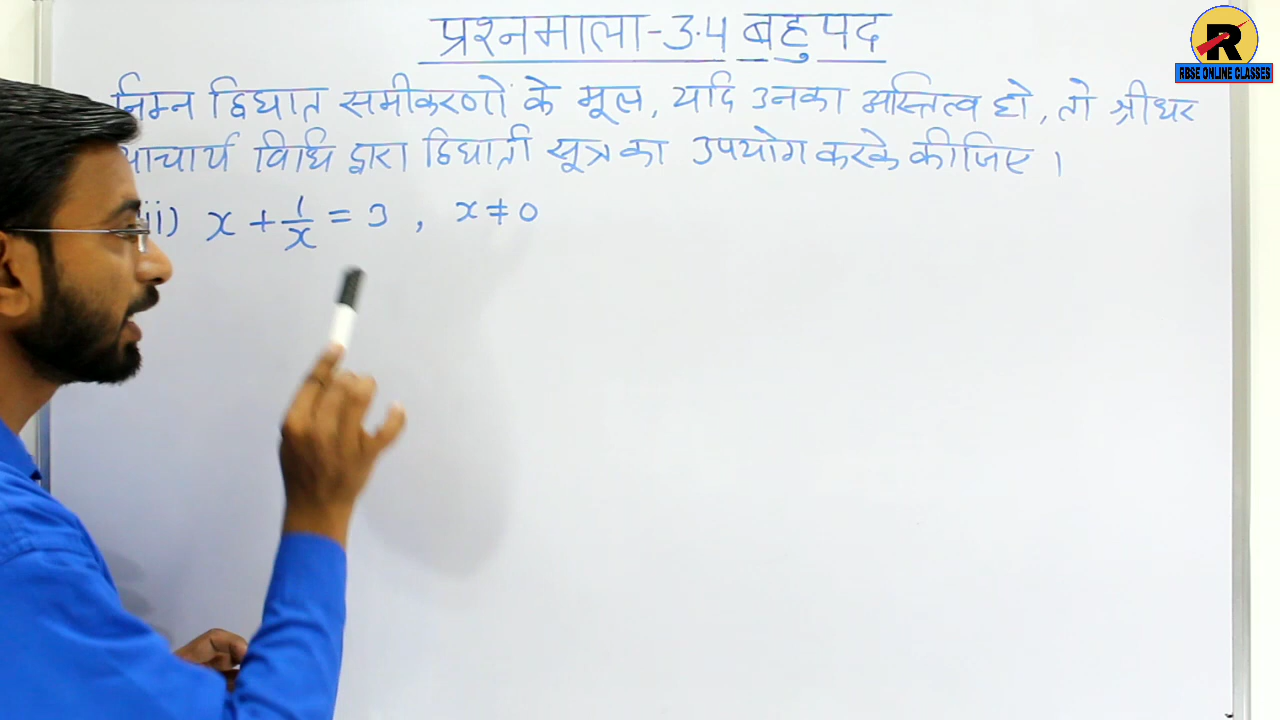 प्रश्नमाला-3.4 बहुपद
R
RBSE ONLINE CLASSES
निम्न द्विघात समीकरणों के मूल, यदि उनका अस्तित्व हो, तो श्रीधर
आचार्य विधि द्वारा द्विघाती सूत्र का उपयोग करके कीजिए ।
ii) x + 1/x = 3 , x ≠ 0